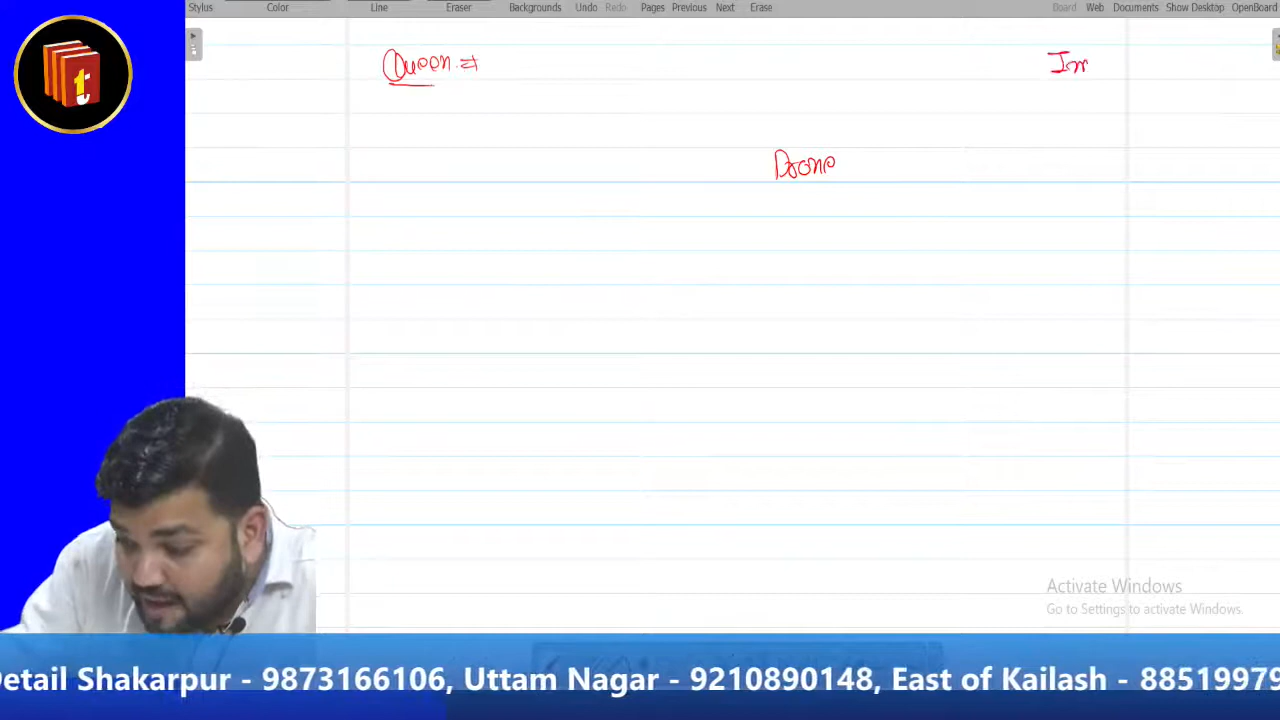 Stylus Color Line Eraser Backgrounds Undo Redo Pages Previous Next Erase Board Web Documents Show Desktop OpenBoard
t
Queen =
Drone
Activate Windows
Go to Settings to activate Windows.
Detail Shakarpur - 9873166106, Uttam Nagar - 9210890148, East of Kailash - 88519979